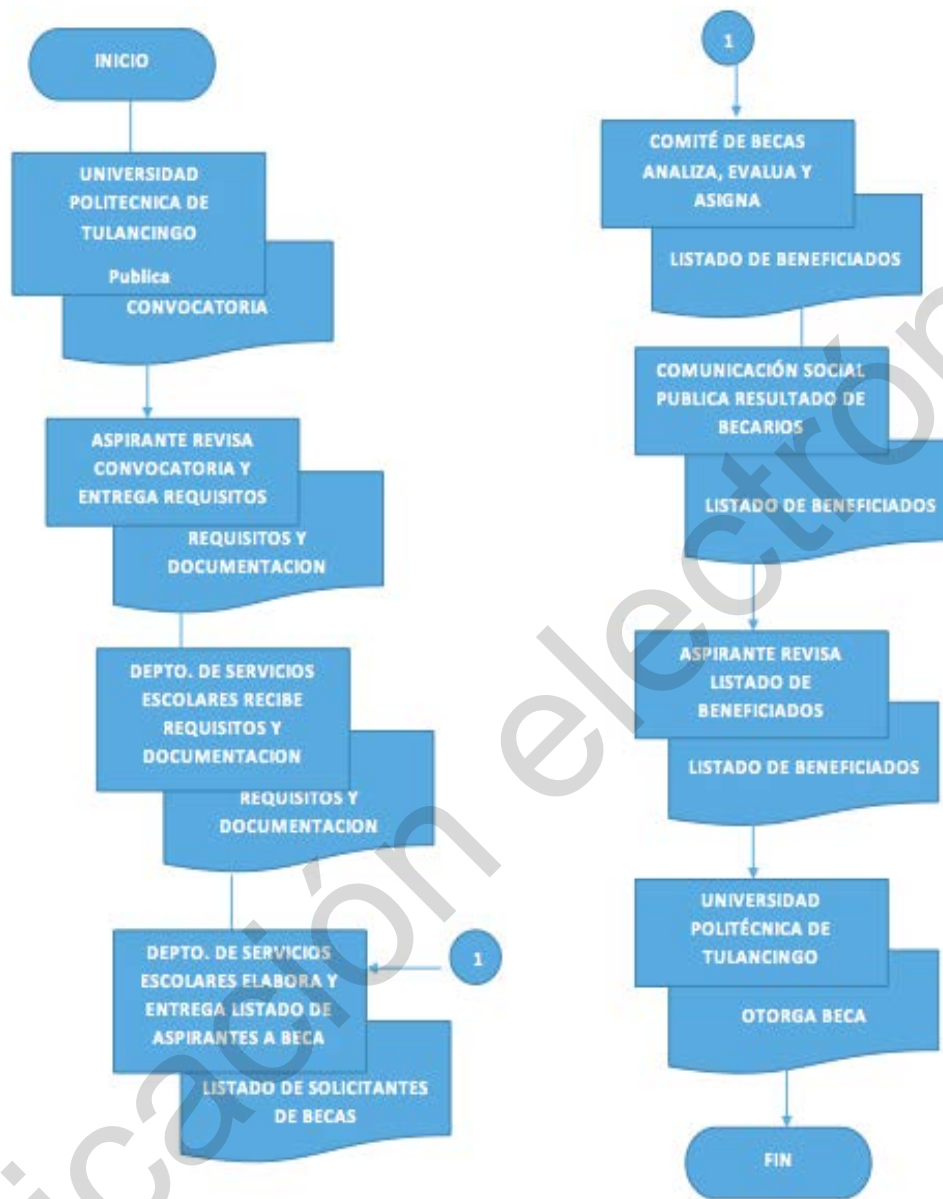 INICIO
UNIVERSIDAD
POLITECNICA DE
TULANCINGO
Publica
CONVOCATORIA
ASPIRANTE REVISA
CONVOCATORIA Y
ENTREGA REQUISITOS
REQUISITOS Y
DOCUMENTACION
DEPTO. DE SERVICIOS
ESCOLARES RECIBE
REQUISITOS Y
DOCUMENTACION
REQUISITOS Y
DOCUMENTACION
DEPTO. DE SERVICIOS
ESCOLARES ELABORA Y
ENTREGA LISTADO DE
ASPIRANTES A BECA
1
LISTADO DE SOLICITANTES
DE BECAS
1
COMITÉ DE BECAS
ANALIZA, EVALUA Y
ASIGNA
LISTADO DE BENEFICIADOS
COMUNICACIÓN SOCIAL
PUBLICA RESULTADO DE
BECARIOS
LISTADO DE BENEFICIADOS
ASPIRANTE REVISA
LISTADO DE
BENEFICIADOS
LISTADO DE BENEFICIADOS
UNIVERSIDAD
POLITÉCNICA DE
TULANCINGO
OTORGA BECA
FIN